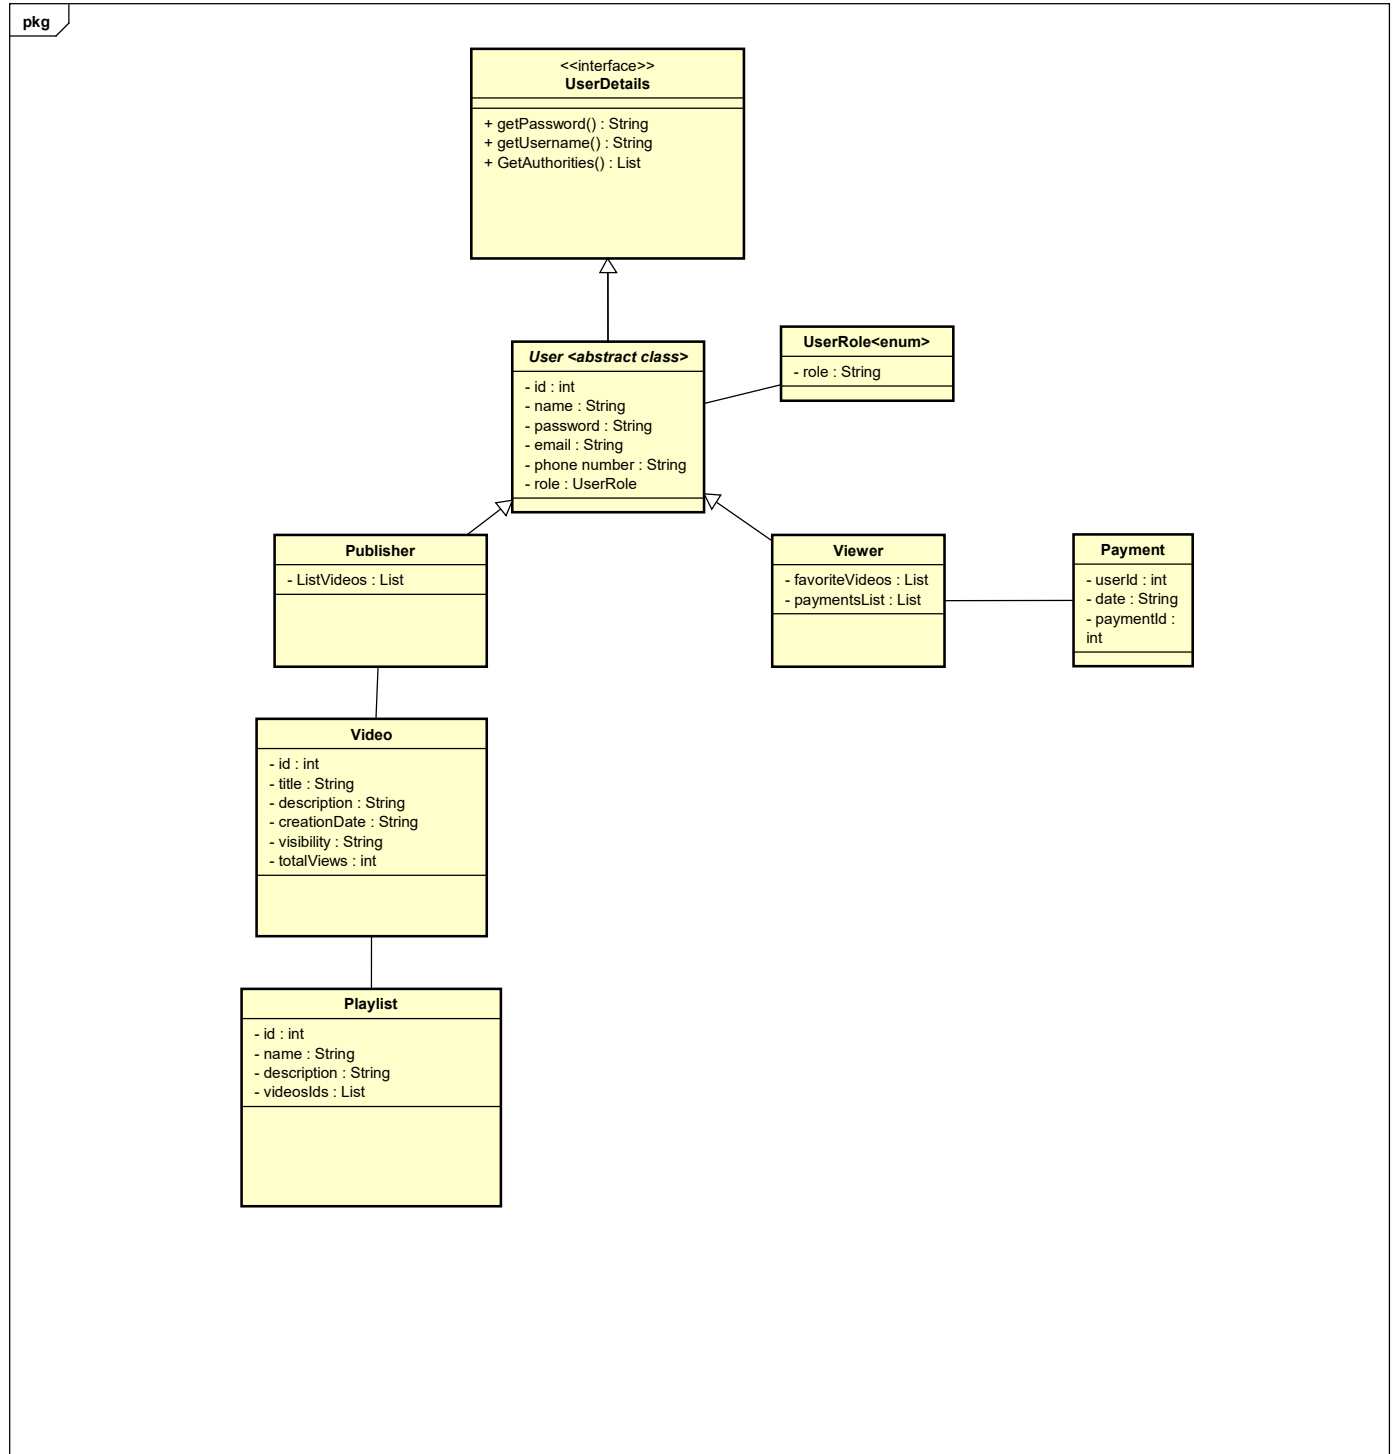 pkg
<<interface>>
UserDetails
+ getPassword() : String
+ getUsername() : String
+ GetAuthorities() : List
User <abstract class>
- id : int
- name : String
- password : String
- email : String
- phone number : String
- role : UserRole
UserRole<enum>
- role : String
Publisher
- ListVideos : List
Viewer
- favoriteVideos : List
- paymentsList : List
Payment
- userId : int
- date : String
- paymentId :
int
Video
- id : int
- title : String
- description : String
- creationDate : String
- visibility : String
- totalViews : int
Playlist
- id : int
- name : String
- description : String
- videosIds : List